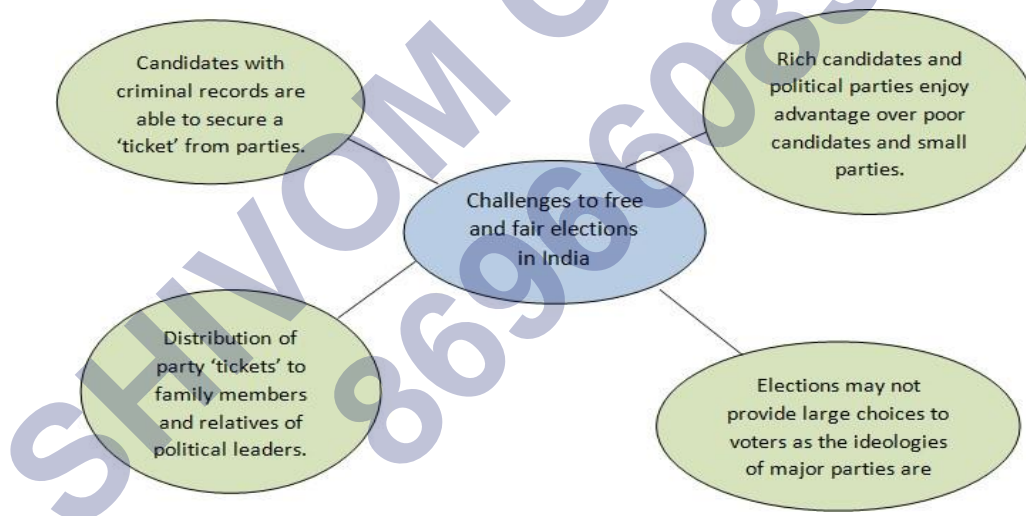 Candidates with
criminal records are
able to secure a
‘ticket’ from parties.
Rich candidates and
political parties enjoy
advantage over poor
candidates and small
parties.
Challenges to free
and fair elections
in India
Distribution of
party ‘tickets’ to
family members
and relatives of
political leaders.
Elections may not
provide large choices to
voters as the ideologies
of major parties are
SHIVOM